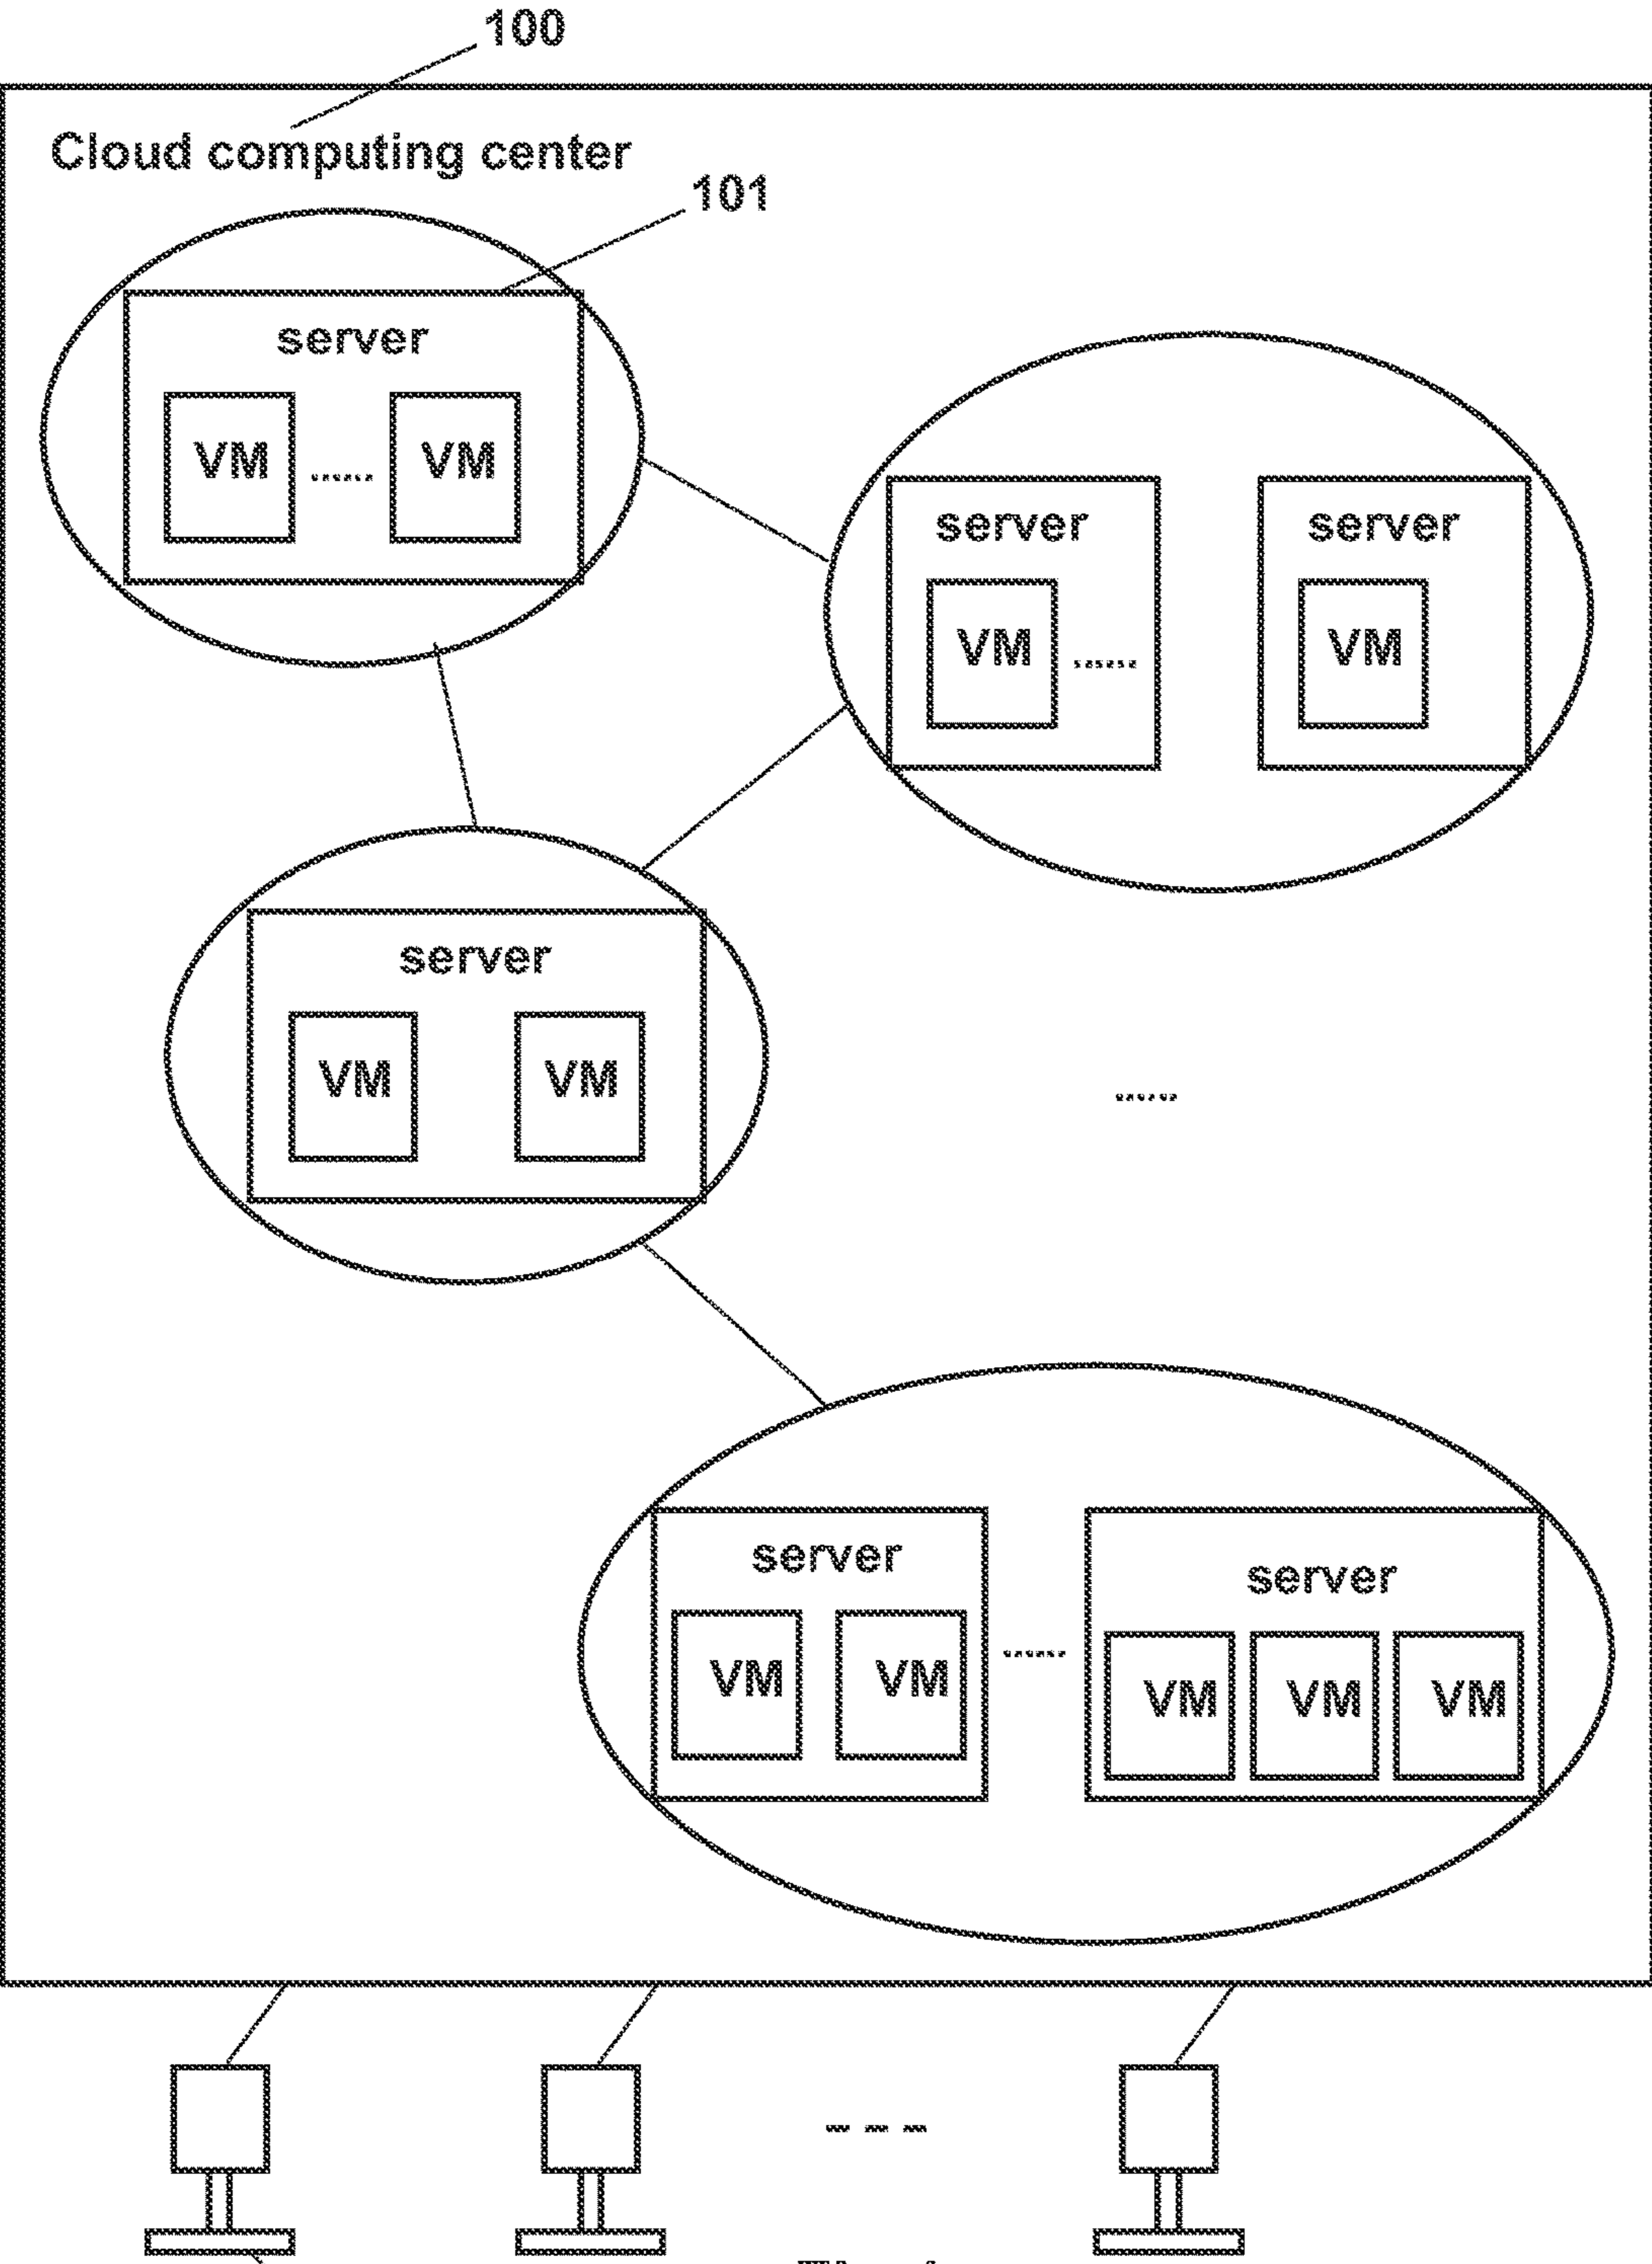 100
Cloud computing center
101
server
VM ...... VM
server server
VM ...... VM
server
VM VM
......
server server
VM VM ...... VM VM VM